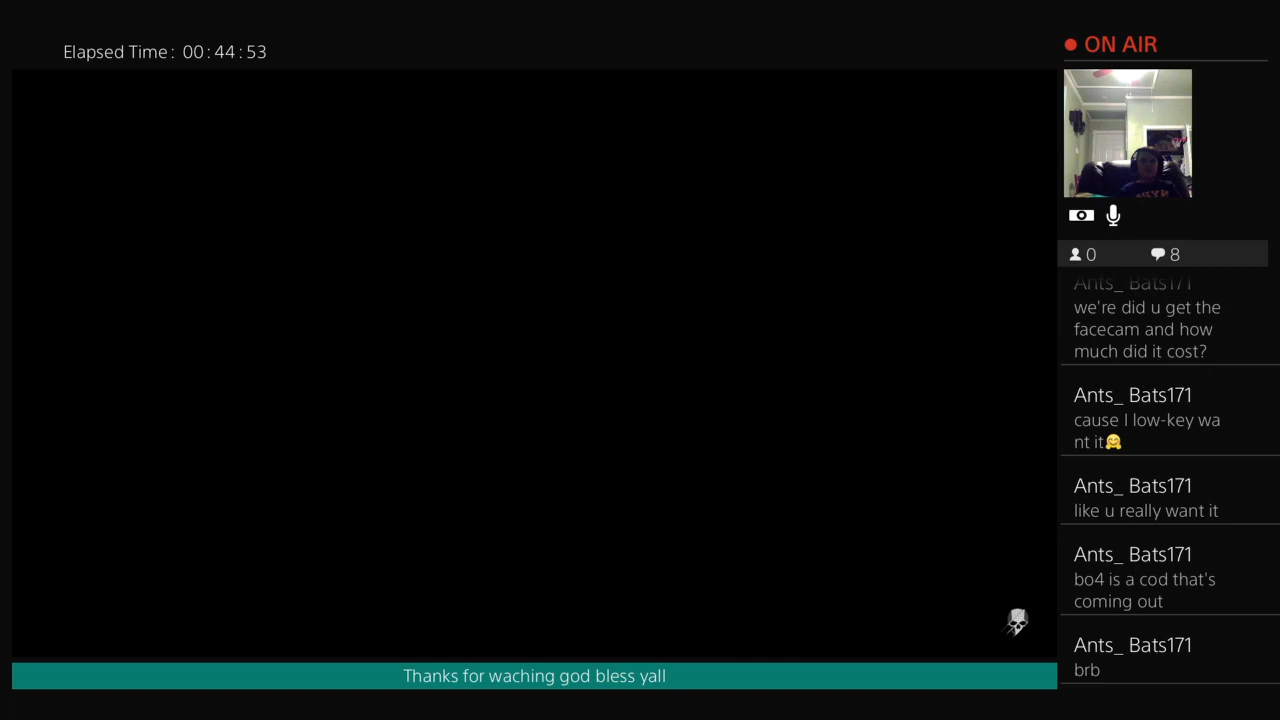 Elapsed Time: 00:44:53
ON AIR
0 8
Ants_ Bats171
we're did u get the
facecam and how
much did it cost?
Ants_ Bats171
cause I low-key wa
nt it🤗
Ants_ Bats171
like u really want it
Ants_ Bats171
bo4 is a cod that's
coming out
Ants_ Bats171
brb
Thanks for waching god bless yall